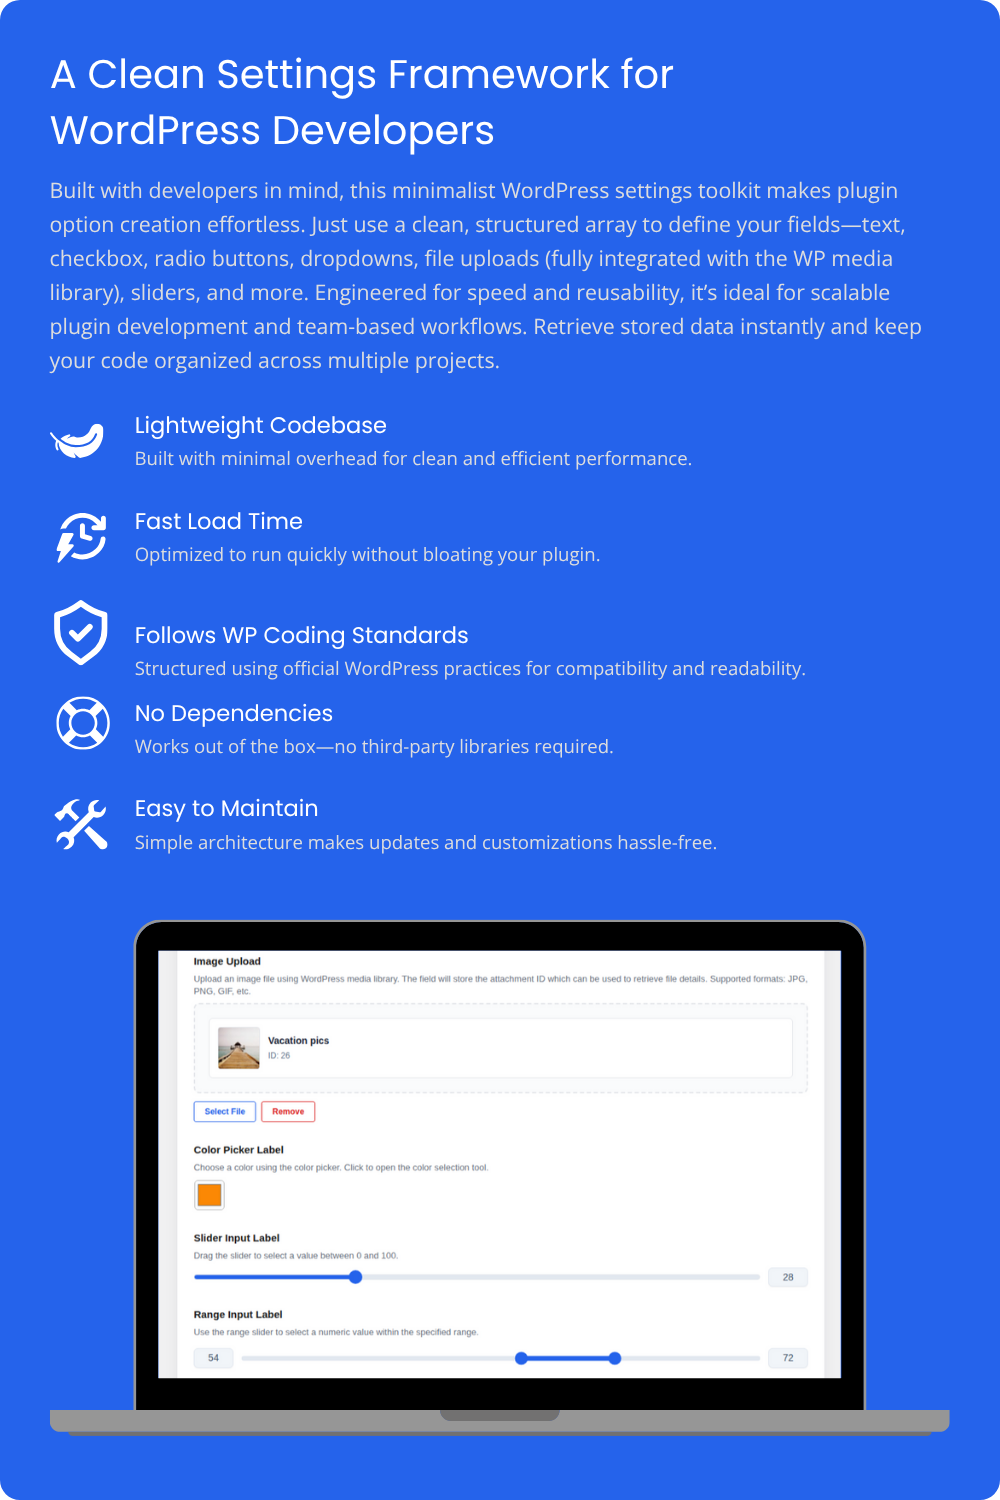 A Clean Settings Framework for
WordPress Developers
Built with developers in mind, this minimalist WordPress settings toolkit makes plugin
option creation effortless. Just use a clean, structured array to define your fields—text,
checkbox, radio buttons, dropdowns, file uploads (fully integrated with the WP media
library), sliders, and more. Engineered for speed and reusability, it’s ideal for scalable
plugin development and team-based workflows. Retrieve stored data instantly and keep
your code organized across multiple projects.
Lightweight Codebase
Built with minimal overhead for clean and efficient performance.
Fast Load Time
Optimized to run quickly without bloating your plugin.
Follows WP Coding Standards
Structured using official WordPress practices for compatibility and readability.
No Dependencies
Works out of the box—no third-party libraries required.
Easy to Maintain
Simple architecture makes updates and customizations hassle-free.
Image Upload
Upload an image file using WordPress media library. The field will store the attachment ID which can be used to retrieve file details. Supported formats: JPG,
PNG, GIF, etc.
Vacation pics
ID: 26
Select File Remove
Color Picker Label
Choose a color using the color picker. Click to open the color selection tool.
Slider Input Label
Drag the slider to select a value between 0 and 100.
28
Range Input Label
Use the range slider to select a numeric value within the specified range.
54 72